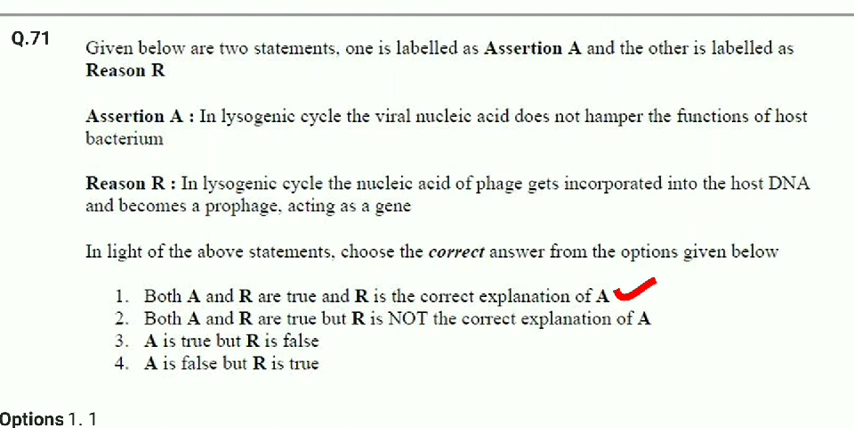 Q.71
Given below are two statements, one is labelled as Assertion A and the other is labelled as
Reason R
Assertion A : In lysogenic cycle the viral nucleic acid does not hamper the functions of host
bacterium
Reason R : In lysogenic cycle the nucleic acid of phage gets incorporated into the host DNA
and becomes a prophage, acting as a gene
In light of the above statements, choose the correct answer from the options given below
1. Both A and R are true and R is the correct explanation of A
2. Both A and R are true but R is NOT the correct explanation of A
3. A is true but R is false
4. A is false but R is true
Options 1. 1